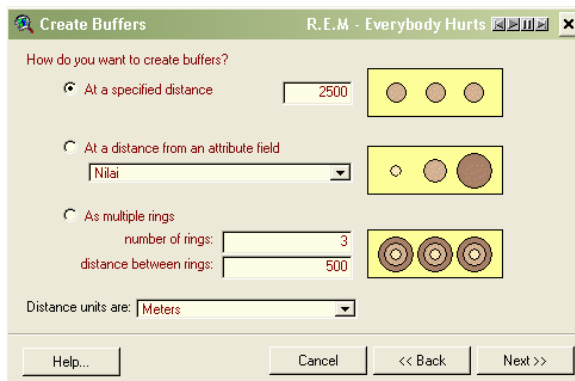 Create Buffers R.E.M - Everybody Hurts
How do you want to create buffers?
At a specified distance 2500
At a distance from an attribute field
Nilai
As multiple rings
number of rings: 3
distance between rings: 500
Distance units are: Meters
Help... Cancel << Back Next >>